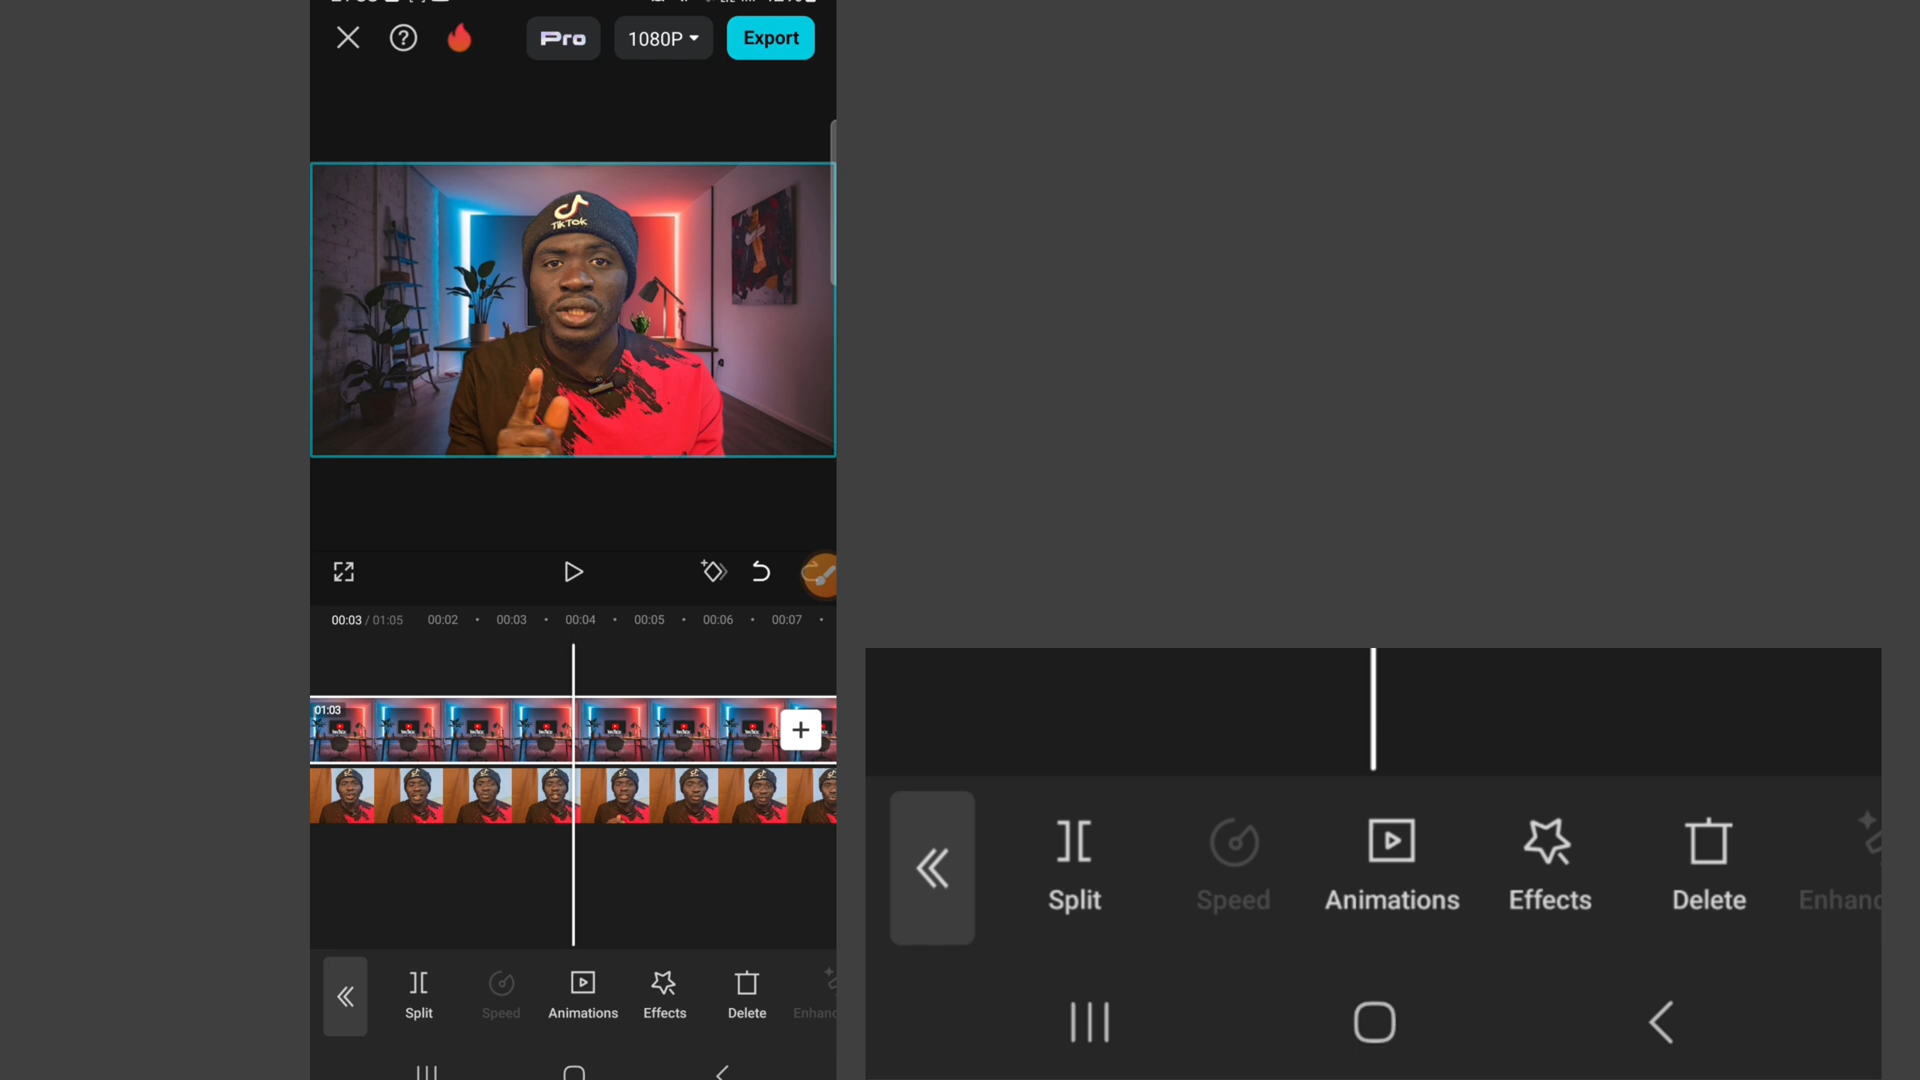 Pro
1080P
Export
TikTok
00:03 / 01:05
00:02
00:03
00:04
00:05
00:06
00:07
01:03
Split
Speed
Animations
Effects
Delete
Enhanc
Split
Speed
Animations
Effects
Delete
Enhanc